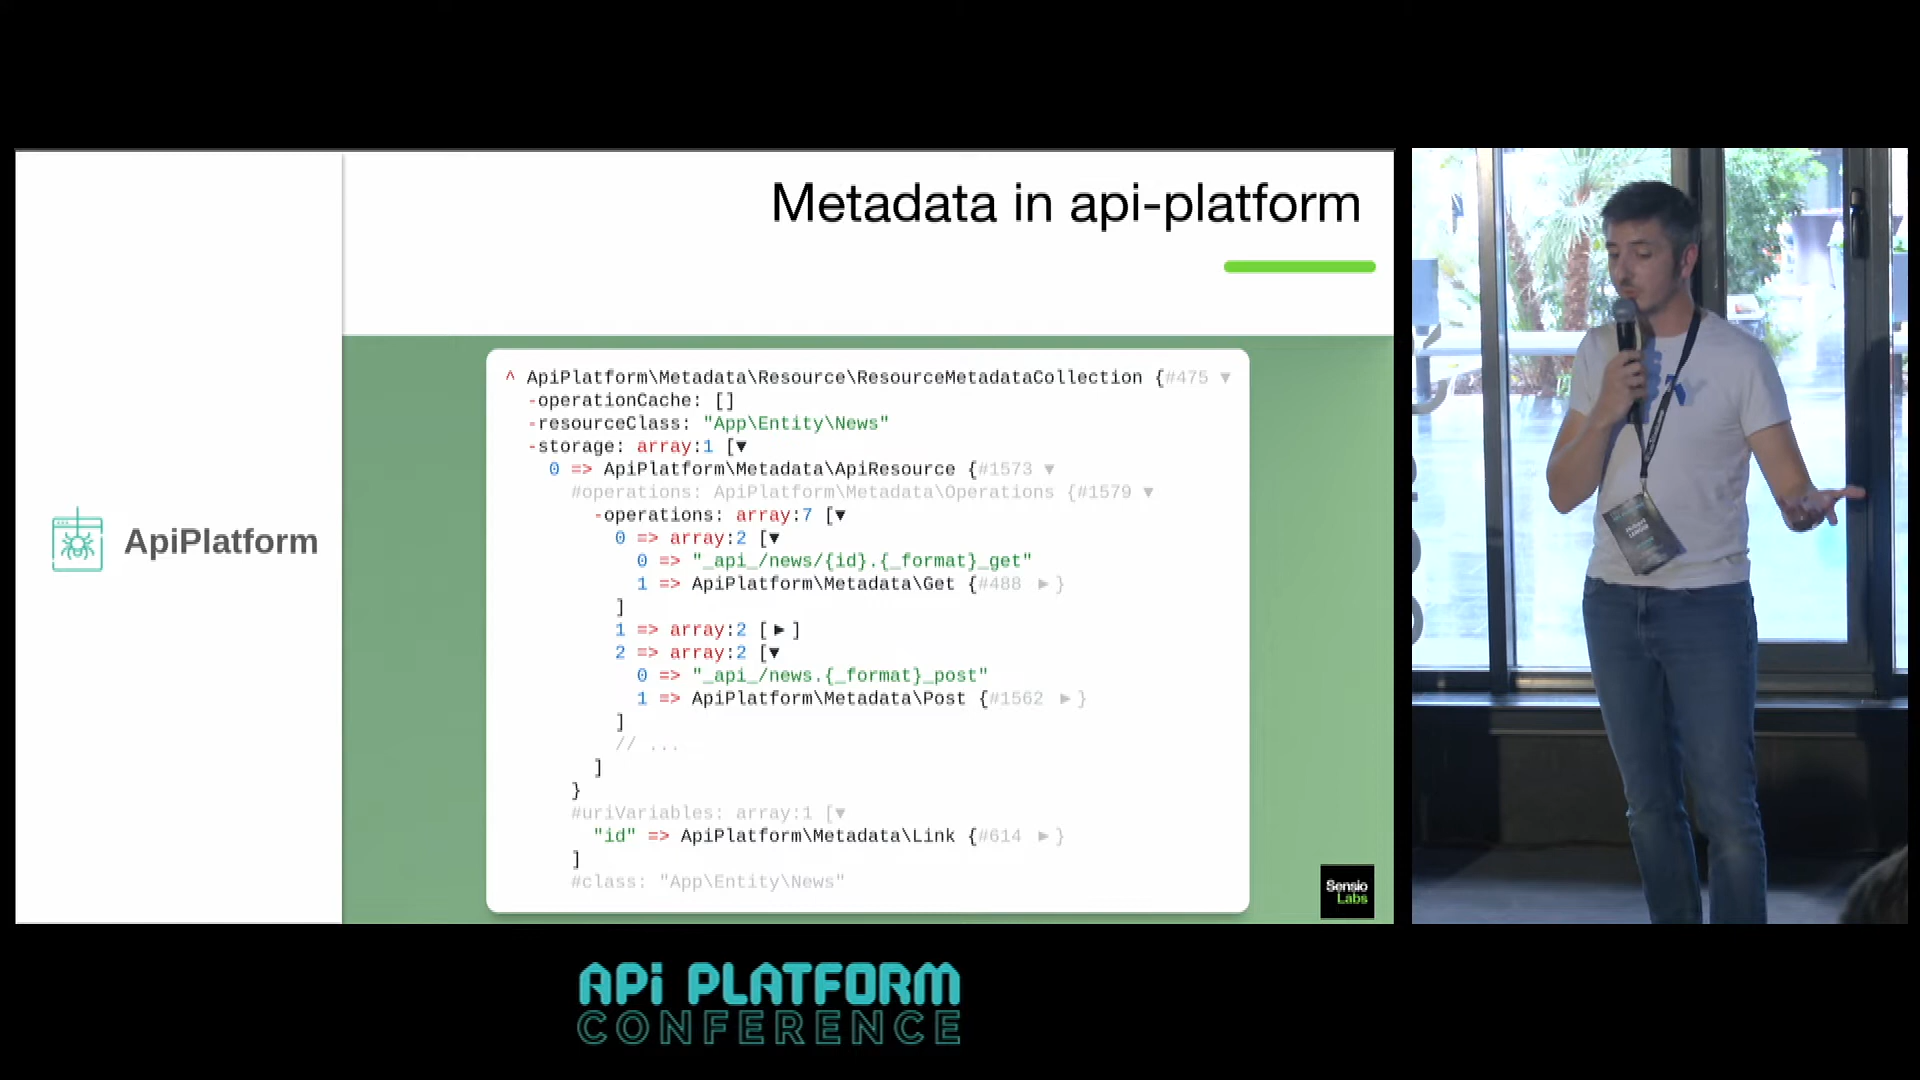 Metadata in api-platform
ApiPlatform
^ ApiPlatform\Metadata\Resource\ResourceMetadataCollection {#475 ▼
-operationCache: []
-resourceClass: "App\Entity\News"
-storage: array:1 [▼
0 => ApiPlatform\Metadata\ApiResource {#1573 ▼
#operations: ApiPlatform\Metadata\Operations {#1579 ▼
-operations: array:7 [▼
0 => array:2 [▼
0 => "_api_/news/{id}.{_format}_get"
1 => ApiPlatform\Metadata\Get {#488 ▶}
]
1 => array:2 [▶]
2 => array:2 [▼
0 => "_api_/news.{_format}_post"
1 => ApiPlatform\Metadata\Post {#1562 ▶}
]
// ...
]
}
#uriVariables: array:1 [▼
"id" => ApiPlatform\Metadata\Link {#614 ▶}
]
#class: "App\Entity\News"
Sensio
Labs
API PLATFORM
CONFERENCE